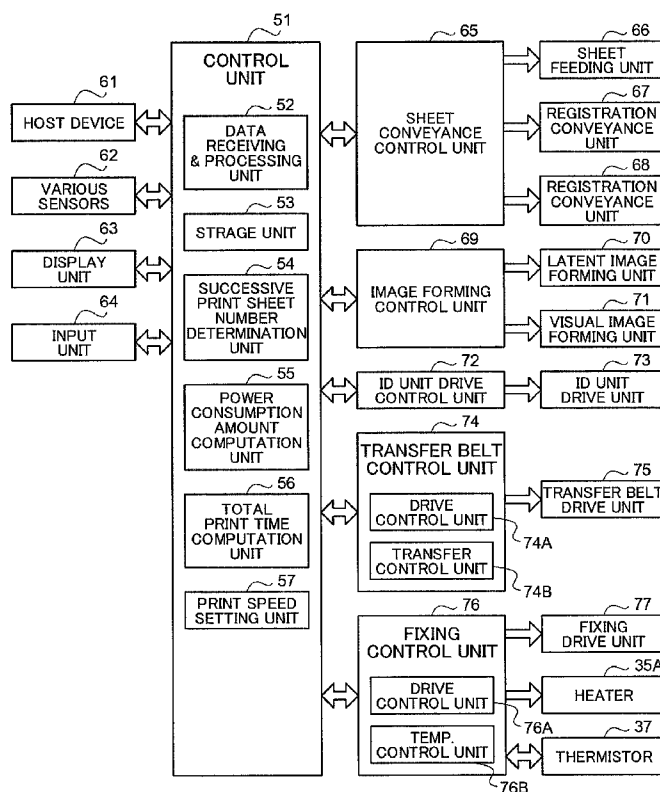 51
CONTROL
UNIT
61
HOST DEVICE
62
VARIOUS
SENSORS
63
DISPLAY
UNIT
64
INPUT
UNIT
52
DATA
RECEIVING
& PROCESSING
UNIT
53
STRAGE UNIT
54
SUCCESSIVE
PRINT SHEET
NUMBER
DETERMINATION
UNIT
55
POWER
CONSUMPTION
AMOUNT
COMPUTATION
UNIT
56
TOTAL
PRINT TIME
COMPUTATION
UNIT
57
PRINT SPEED
SETTING UNIT
65
SHEET
CONVEYANCE
CONTROL UNIT
66
SHEET
FEEDING UNIT
67
REGISTRATION
CONVEYANCE
UNIT
68
REGISTRATION
CONVEYANCE
UNIT
69
IMAGE FORMING
CONTROL UNIT
70
LATENT IMAGE
FORMING UNIT
71
VISUAL IMAGE
FORMING UNIT
72
ID UNIT DRIVE
CONTROL UNIT
73
ID UNIT
DRIVE UNIT
74
TRANSFER BELT
CONTROL UNIT
DRIVE
CONTROL UNIT
74A
TRANSFER
CONTROL UNIT
74B
75
TRANSFER BELT
DRIVE UNIT
76
FIXING
CONTROL UNIT
DRIVE
CONTROL UNIT
76A
TEMP.
CONTROL UNIT
76B
77
FIXING
DRIVE UNIT
35A
HEATER
37
THERMISTOR